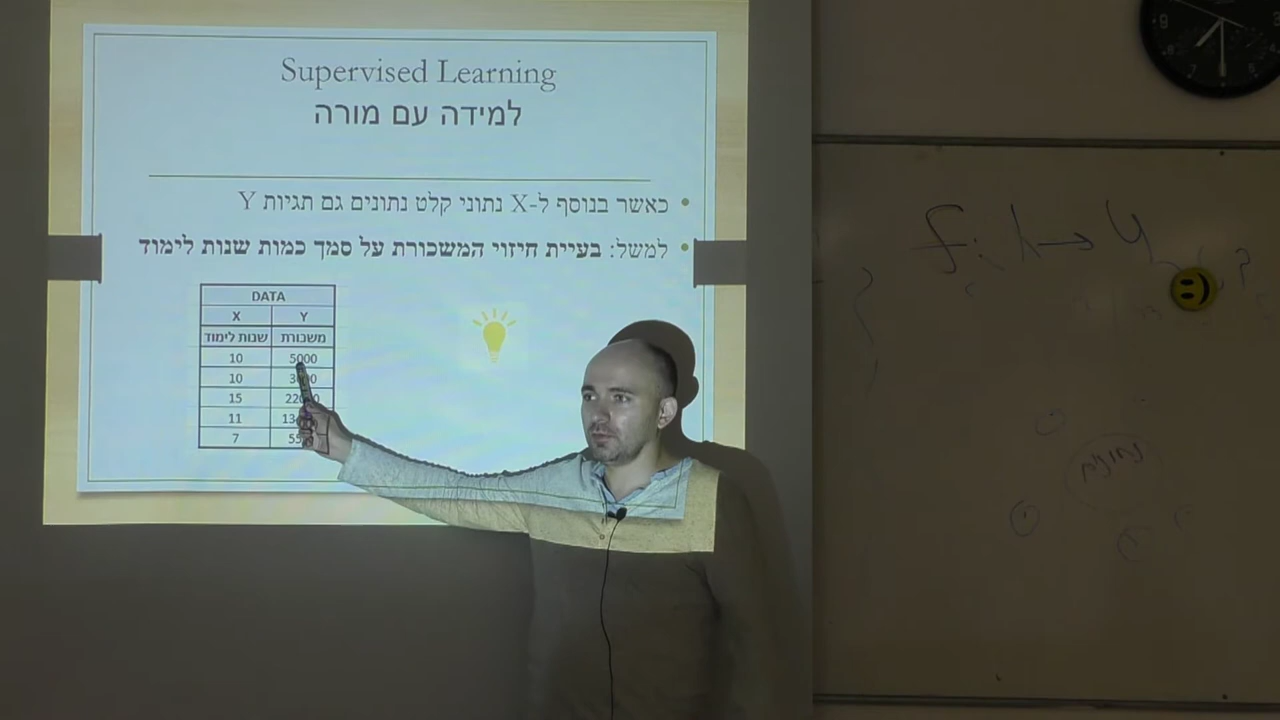 Supervised Learning
למידה עם מורה
כאשר בנוסף ל-X נתוני קלט נתונים גם תגיות Y
למשל: בעיית חיזוי המשכורת על סמך כמות שנות לימוד
DATA
X Y
שנות לימוד משכורת
10 5000
10
15
11
7
f: X → Y
נתונים